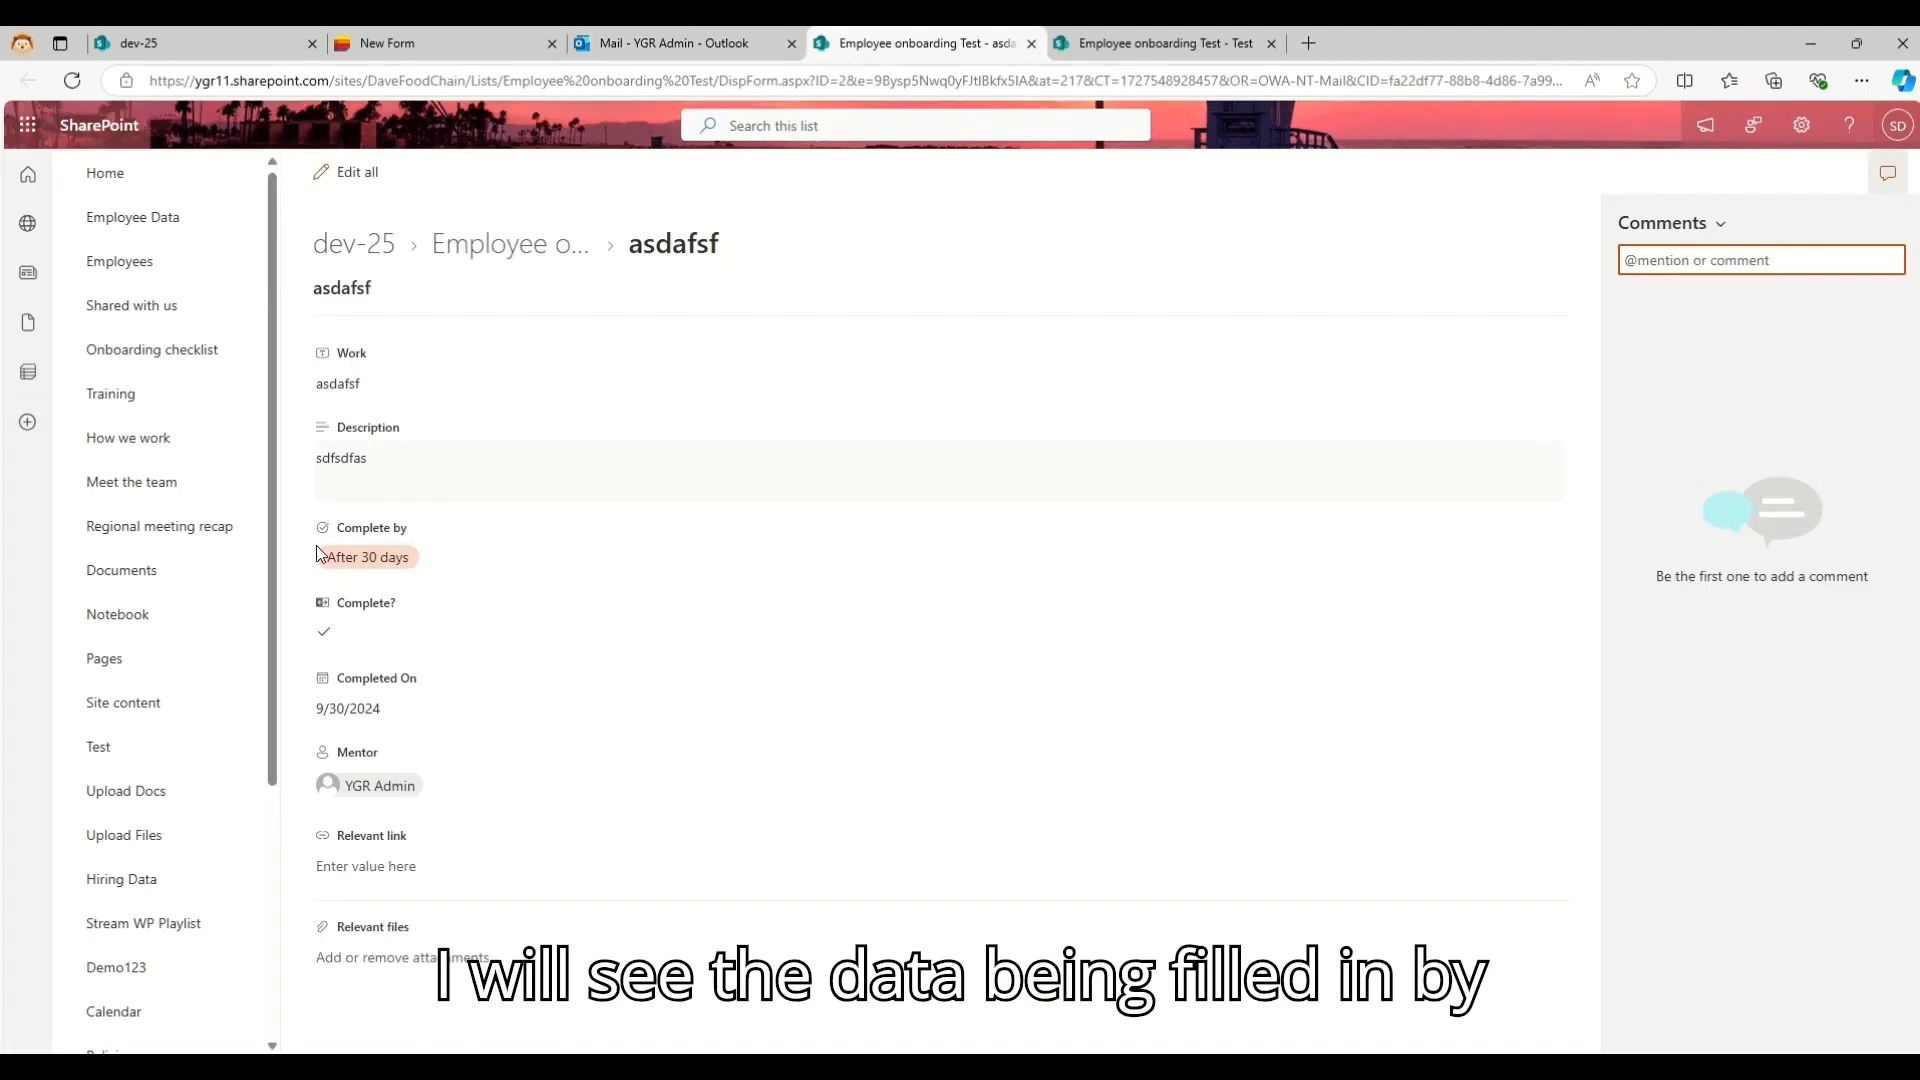 dev-25
New Form
Mail - YGR Admin - Outlook
Employee onboarding Test - asda
Employee onboarding Test - Test
https://ygr11.sharepoint.com/sites/DaveFoodChain/Lists/Employee%20onboarding%20Test/DispForm.aspx?ID=2&e=9Bysp5Nwq0yFJtIBkfx5IA&at=217&CT=1727548928457&OR=OWA-NT-Mail&CID=fa22df77-88b8-4d86-7a99...
SharePoint
Search this list
SD
Home
Employee Data
Employees
Shared with us
Onboarding checklist
Training
How we work
Meet the team
Regional meeting recap
Documents
Notebook
Pages
Site content
Test
Upload Docs
Upload Files
Hiring Data
Stream WP Playlist
Demo123
Calendar
Edit all
dev-25 › Employee o... › asdafsf
asdafsf
Work
asdafsf
Description
sdfsdfas
Complete by
After 30 days
Complete?
Completed On
9/30/2024
Mentor
YGR Admin
Relevant link
Enter value here
Relevant files
Add or remove attachments
Comments
@mention or comment
Be the first one to add a comment
I will see the data being filled in by